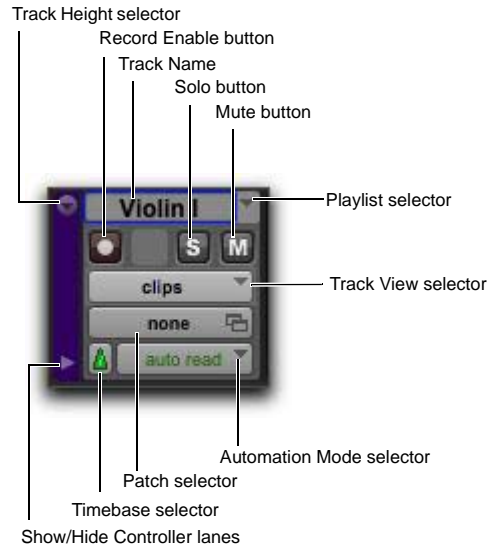 Track Height selector
Record Enable button
Track Name
Solo button
Mute button
Violin I
Playlist selector
S M
clips
Track View selector
none
auto read
Automation Mode selector
Patch selector
Timebase selector
Show/Hide Controller lanes